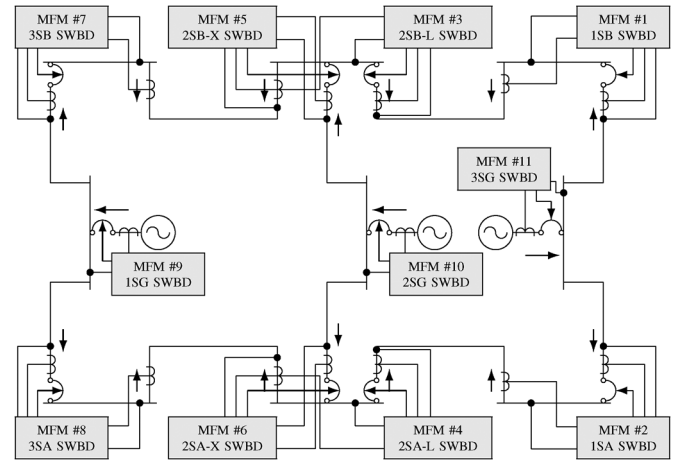 MFM #7
3SB SWBD
MFM #5
2SB-X SWBD
MFM #3
2SB-L SWBD
MFM #1
1SB SWBD
MFM #11
3SG SWBD
MFM #9
1SG SWBD
MFM #10
2SG SWBD
MFM #8
3SA SWBD
MFM #6
2SA-X SWBD
MFM #4
2SA-L SWBD
MFM #2
1SA SWBD